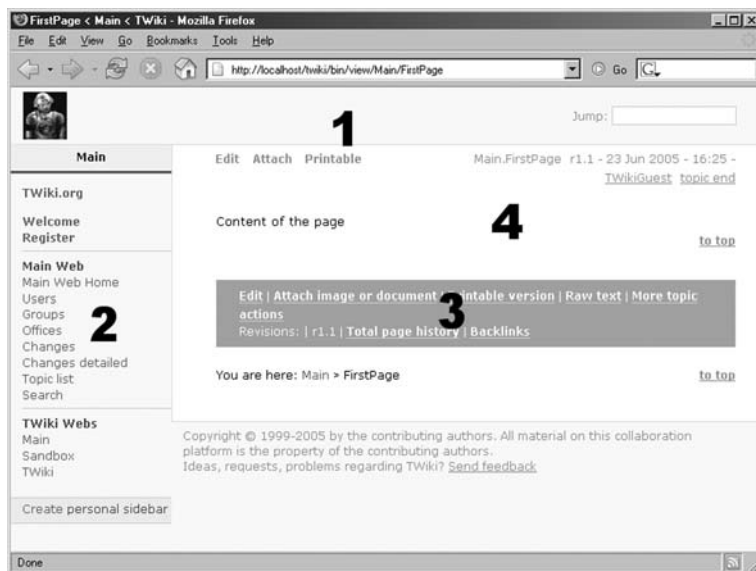 FirstPage < Main < TWiki - Mozilla Firefox
File Edit View Go Bookmarks Tools Help
http://localhost/twiki/bin/view/Main/FirstPage Go G
Jump:
1
Main
Edit Attach Printable
Main.FirstPage r1.1 - 23 Jun 2005 - 16:25 -
TWikiGuest topic end
TWiki.org
Welcome
Register
Content of the page
4
to top
Main Web
Main Web Home
Users
Groups
Offices
Changes
Changes detailed
Topic list
Search
2
Edit | Attach image or document | Printable version | Raw text | More topic
actions
Revisions: | r1.1 | Total page history | Backlinks
3
You are here: Main > FirstPage
to top
TWiki Webs
Main
Sandbox
TWiki
Copyright © 1999-2005 by the contributing authors. All material on this collaboration
platform is the property of the contributing authors.
Ideas, requests, problems regarding TWiki? Send feedback
Create personal sidebar
Done